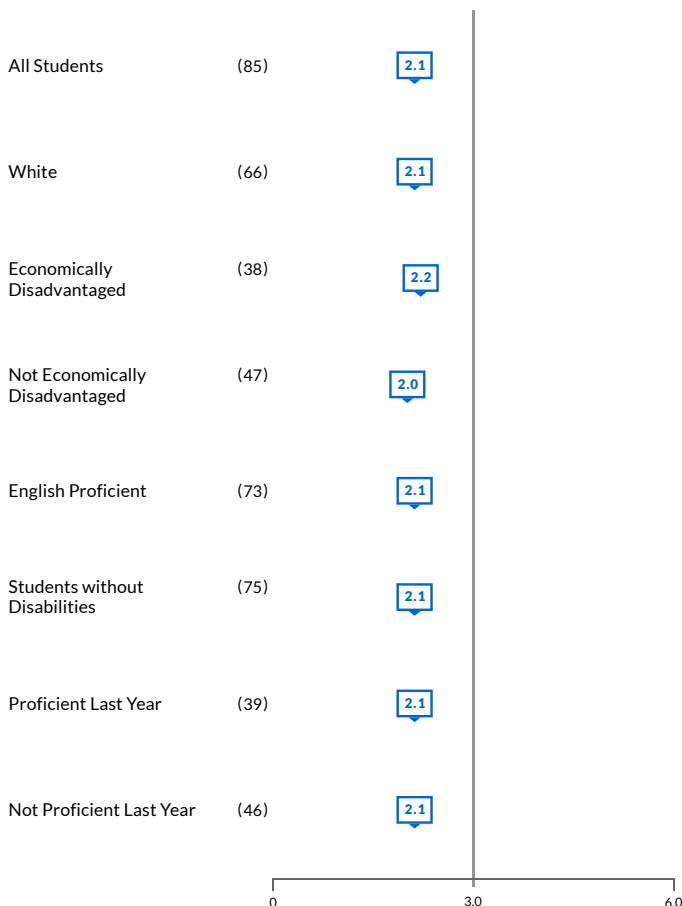 All Students (85) 2.1
White (66) 2.1
Economically (38)
Disadvantaged 2.2
Not Economically (47)
Disadvantaged 2.0
English Proficient (73) 2.1
Students without (75)
Disabilities 2.1
Proficient Last Year (39) 2.1
Not Proficient Last Year (46) 2.1
0 3.0 6.0